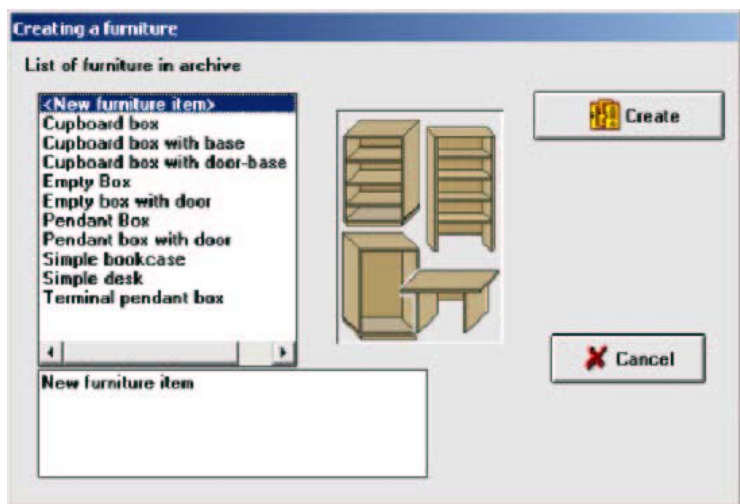 Creating a furniture
List of furniture in archive
<New furniture item>
Cupboard box
Cupboard box with base
Cupboard box with door-base
Empty Box
Empty box with door
Pendant Box
Pendant box with door
Simple bookcase
Simple desk
Terminal pendant box
New furniture item
Create
Cancel